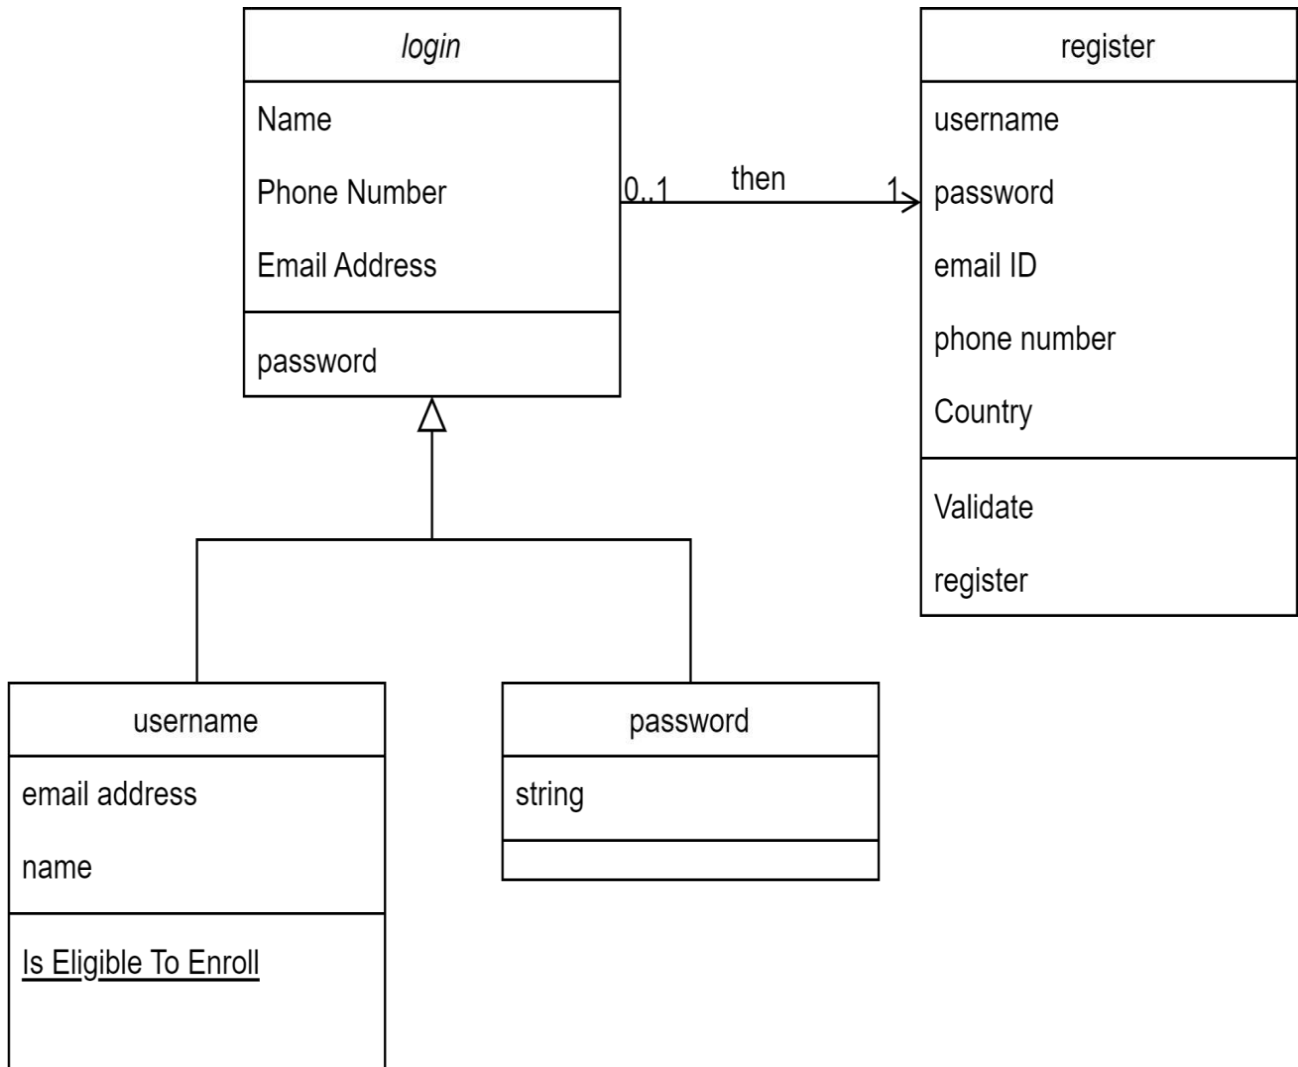 login
Name
Phone Number
Email Address
password
0..1
then
1
register
username
password
email ID
phone number
Country
Validate
register
username
email address
name
Is Eligible To Enroll
password
string